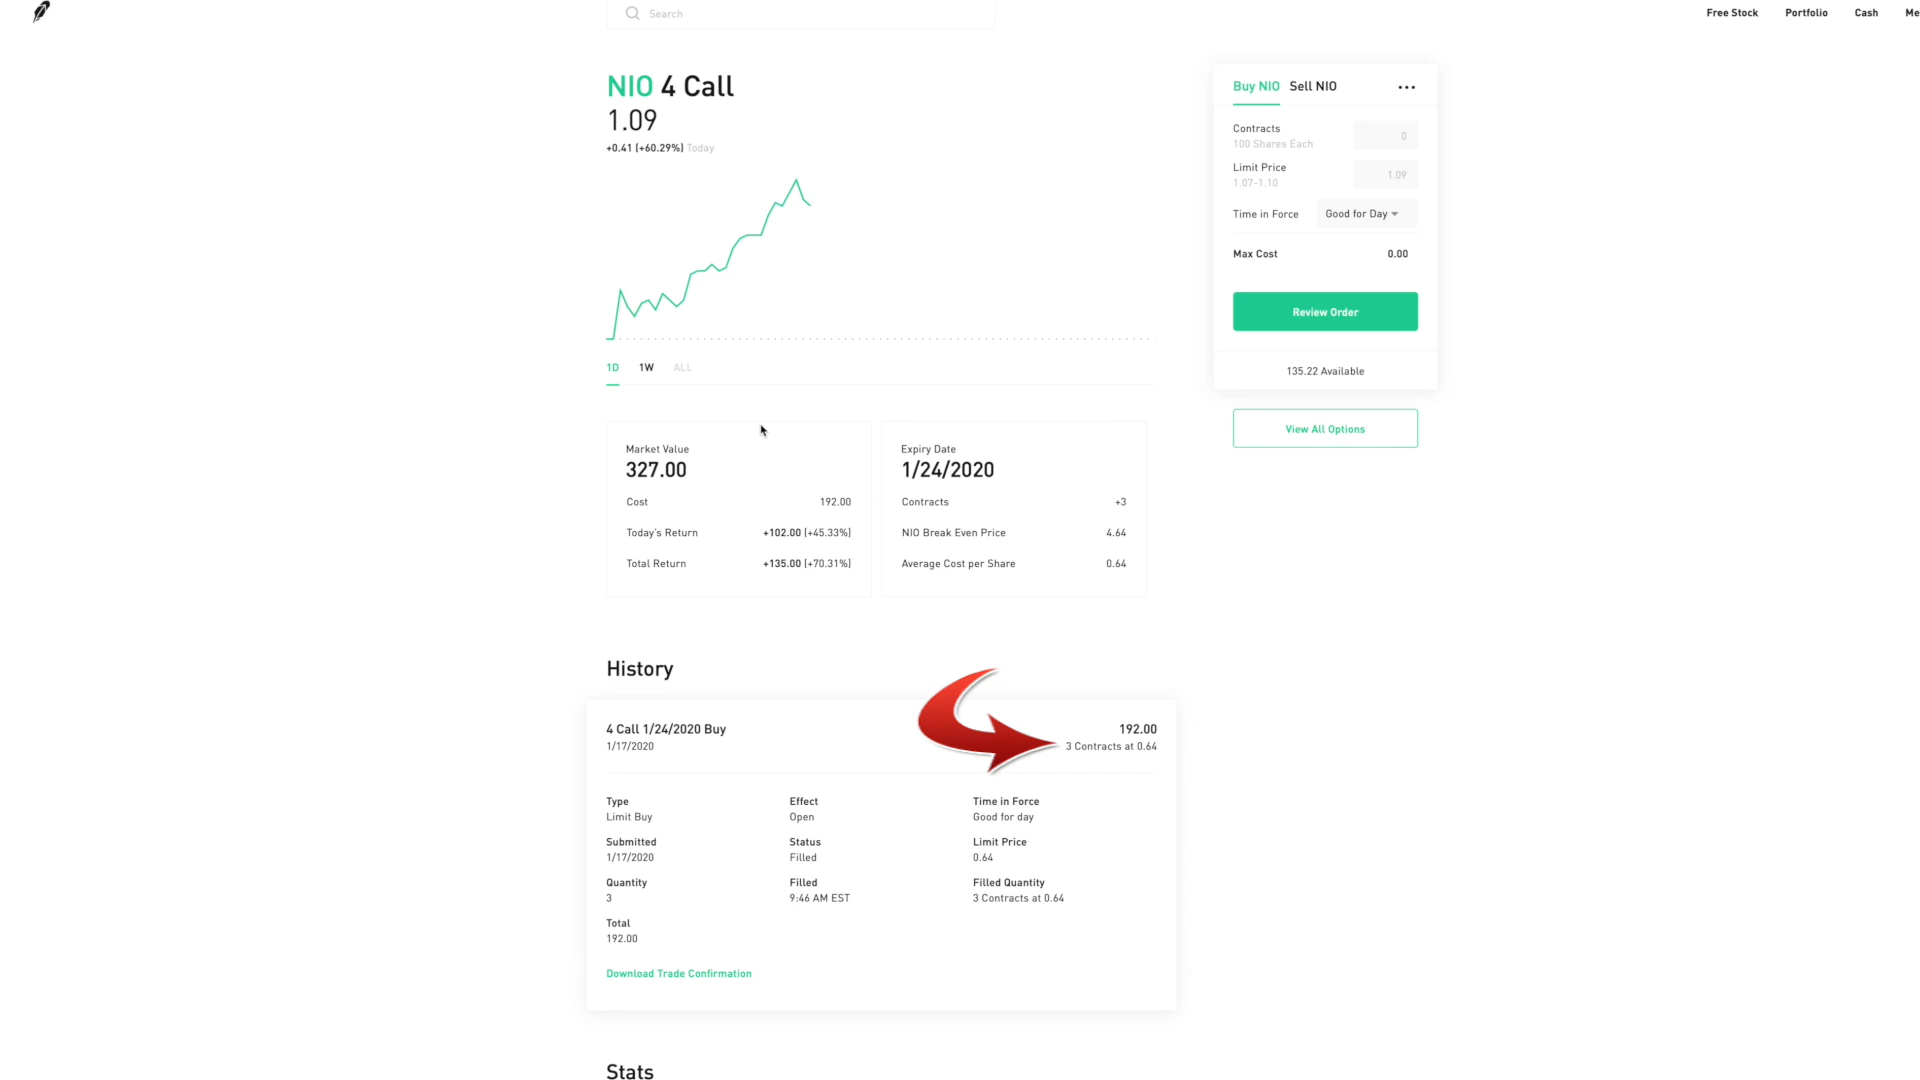 Search
Free Stock Portfolio Cash Me
NIO 4 Call
1.09
+0.41 (+60.29%) Today
1D 1W ALL
Buy NIO Sell NIO
Contracts 0
100 Shares Each
Limit Price 1.09
1.07-1.10
Time in Force Good for Day
Max Cost 0.00
Review Order
135.22 Available
View All Options
Market Value
327.00
Cost 192.00
Today's Return +102.00 (+45.33%)
Total Return +135.00 (+70.31%)
Expiry Date
1/24/2020
Contracts +3
NIO Break Even Price 4.64
Average Cost per Share 0.64
History
4 Call 1/24/2020 Buy 192.00
1/17/2020 3 Contracts at 0.64
Type Effect Time in Force
Limit Buy Open Good for day
Submitted Status Limit Price
1/17/2020 Filled 0.64
Quantity Filled Filled Quantity
3 9:46 AM EST 3 Contracts at 0.64
Total
192.00
Download Trade Confirmation
Stats